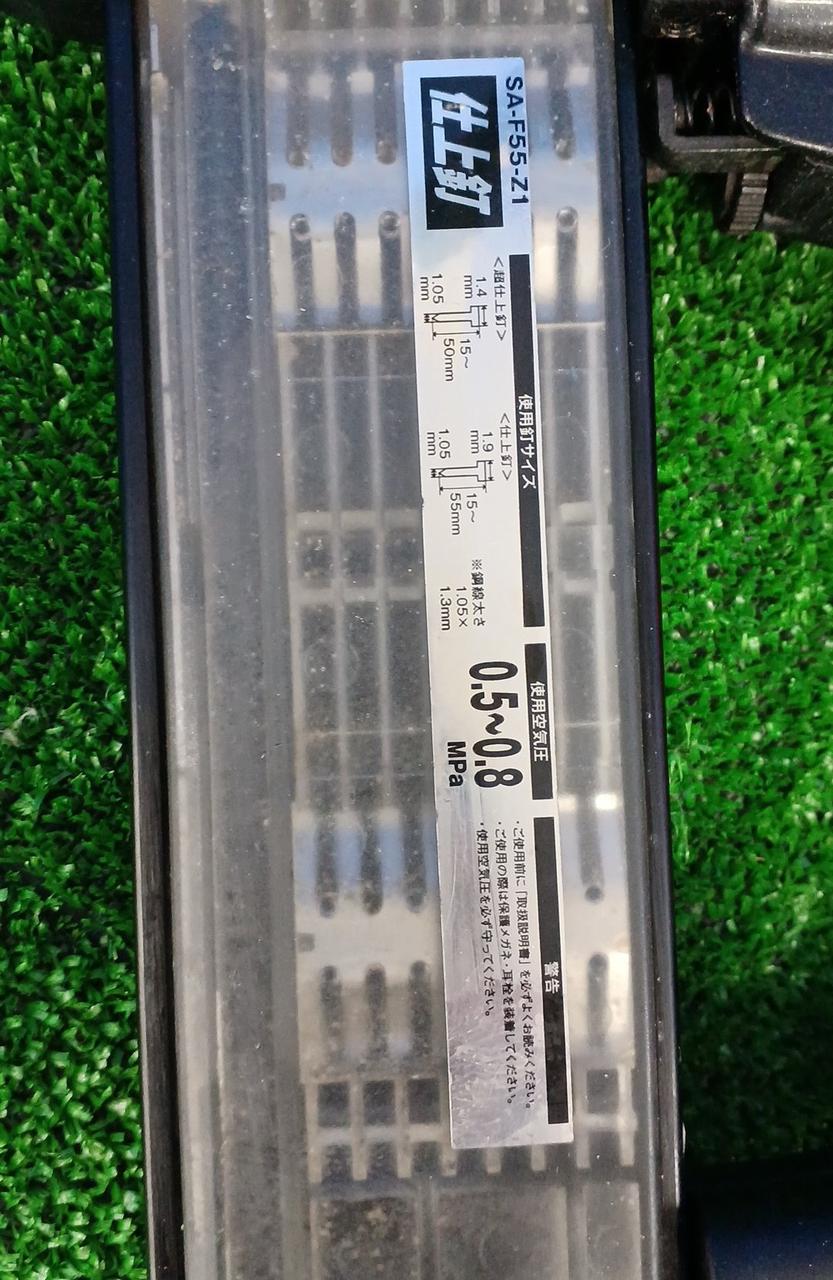 SA-F55-Z1
仕上釘
使用釘サイズ
<超仕上釘>
1.4
mm
15~
50mm
1.05
mm
<仕上釘>
1.9
mm
15~
55mm
1.05
mm
※鋼線太さ
1.05×
1.3mm
使用空気圧
0.5~0.8
MPa
警告
・ご使用前に「取扱説明書」を必ずよくお読みください。
・ご使用の際は保護メガネ・耳栓を装着してください。
・使用空気圧を必ず守ってください。